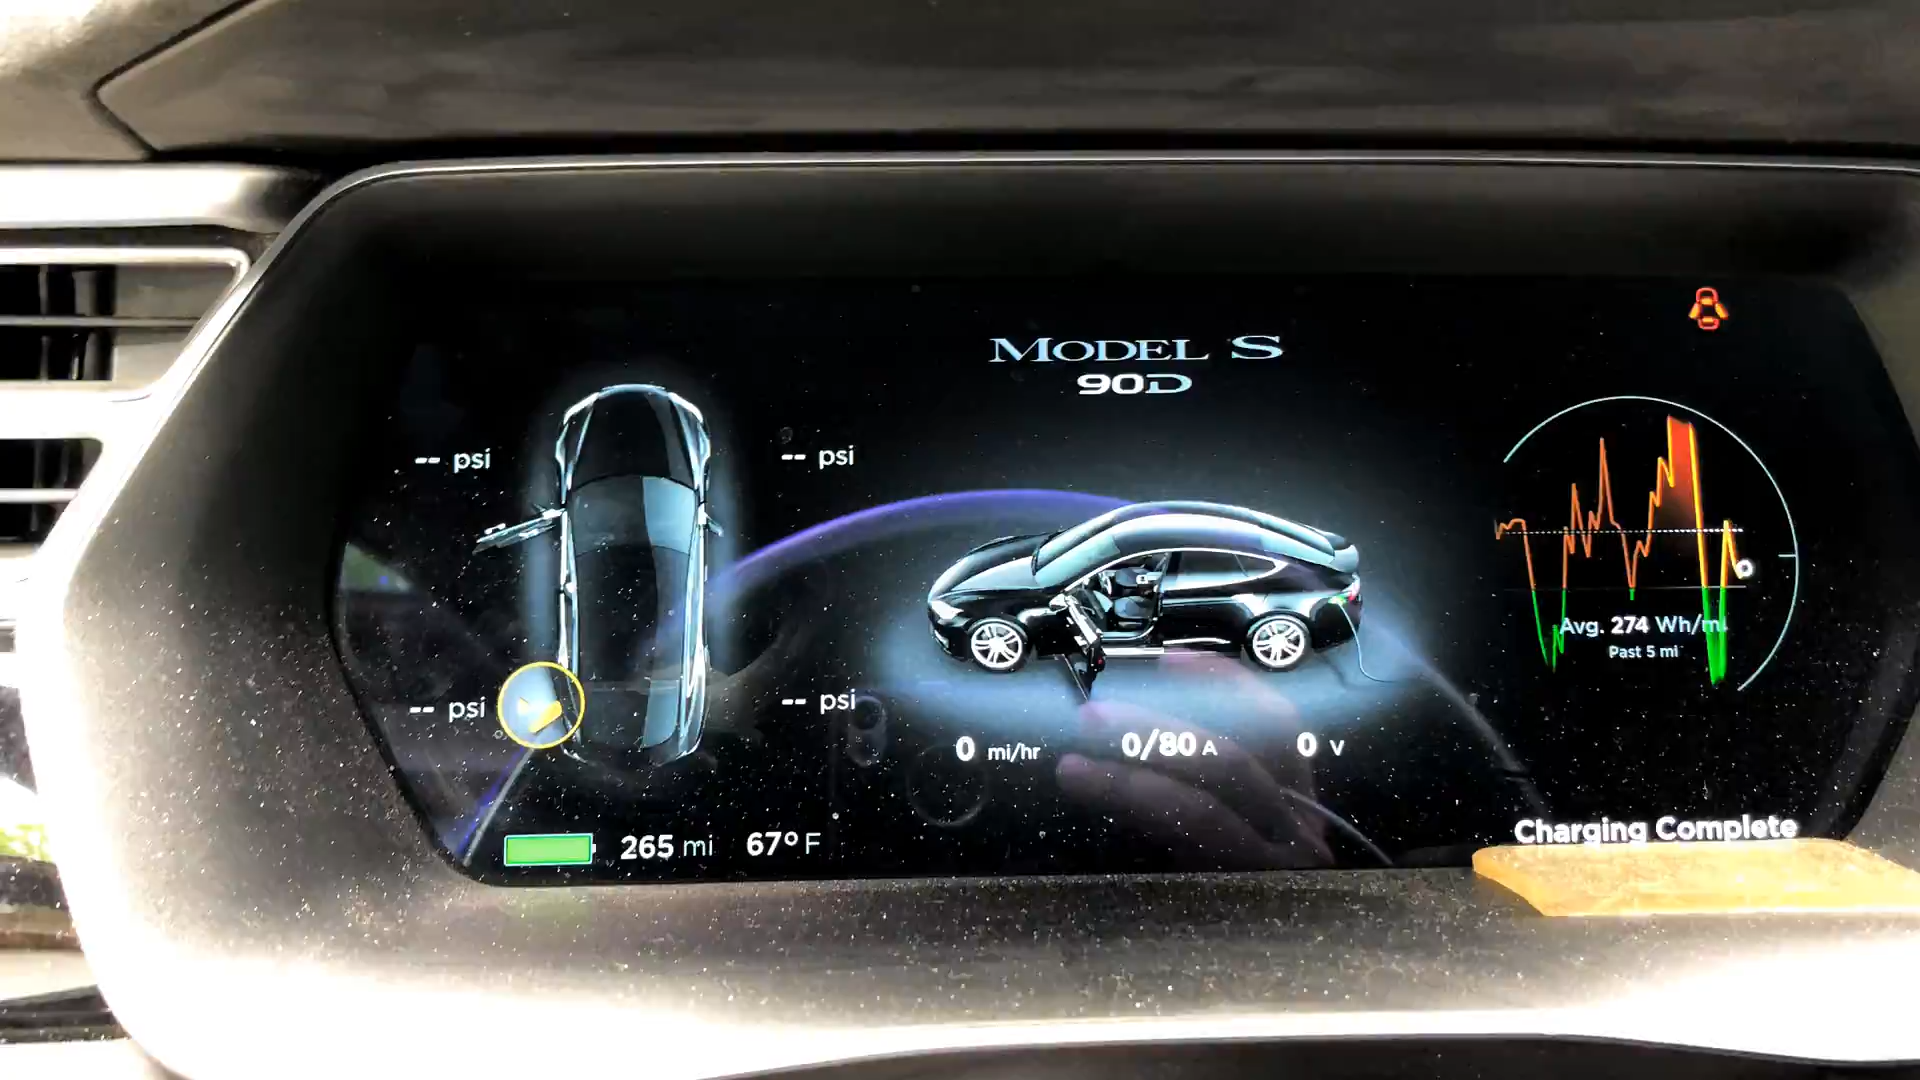 MODEL S
90D
-- psi
-- psi
-- psi
-- psi
Avg. 274 Wh/mi
Past 5 mi
0 mi/hr
0/80 A
0 V
265 mi
67° F
Charging Complete